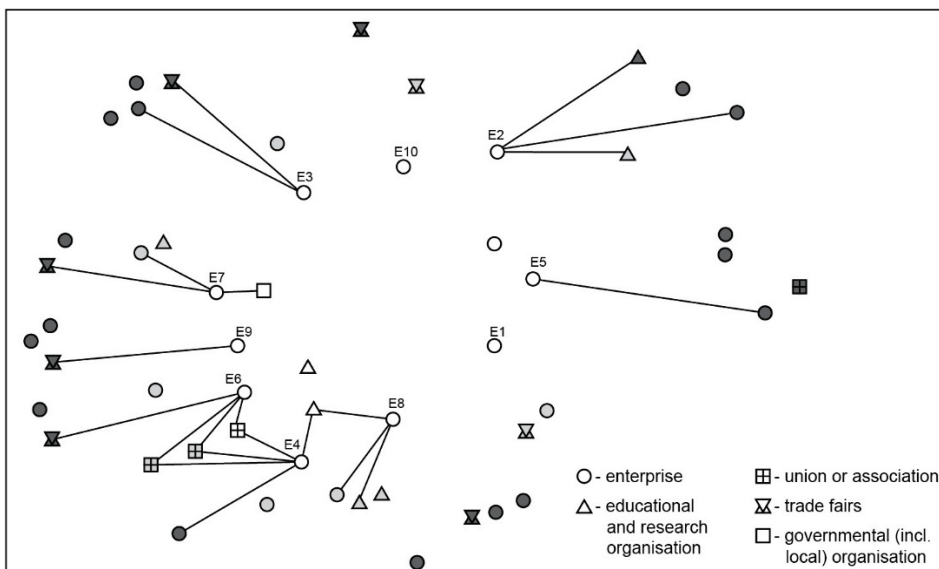 E2
E10
E3
E5
E7
E1
E9
E6
E8
E4
- enterprise
- educational
and research
organisation
- union or association
- trade fairs
- governmental (incl.
local) organisation